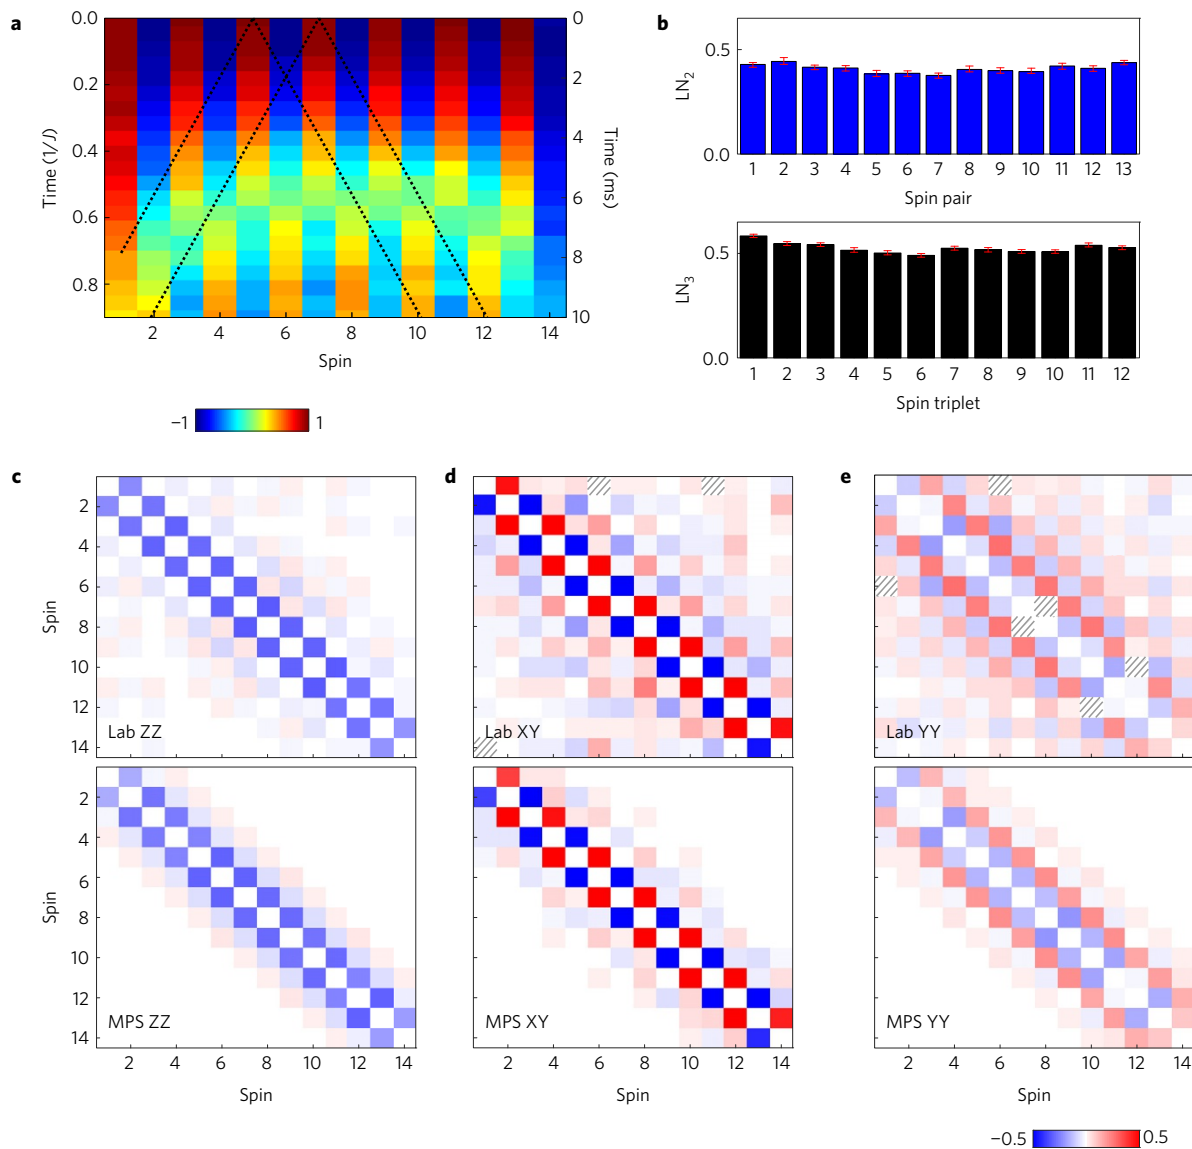 a
0.0
0.2
0.4
0.6
0.8
Time (1/J)
0
2
4
6
8
10
Time (ms)
2 4 6 8 10 12 14
Spin
−1 1
b
0.5
0.0
LN2
1 2 3 4 5 6 7 8 9 10 11 12 13
Spin pair
0.5
0.0
LN3
1 2 3 4 5 6 7 8 9 10 11 12
Spin triplet
c
2
4
6
8
10
12
14
Spin
Lab ZZ
d
Lab XY
e
Lab YY
2
4
6
8
10
12
14
Spin
MPS ZZ
2 4 6 8 10 12 14
Spin
MPS XY
2 4 6 8 10 12 14
Spin
MPS YY
2 4 6 8 10 12 14
Spin
−0.5 0.5